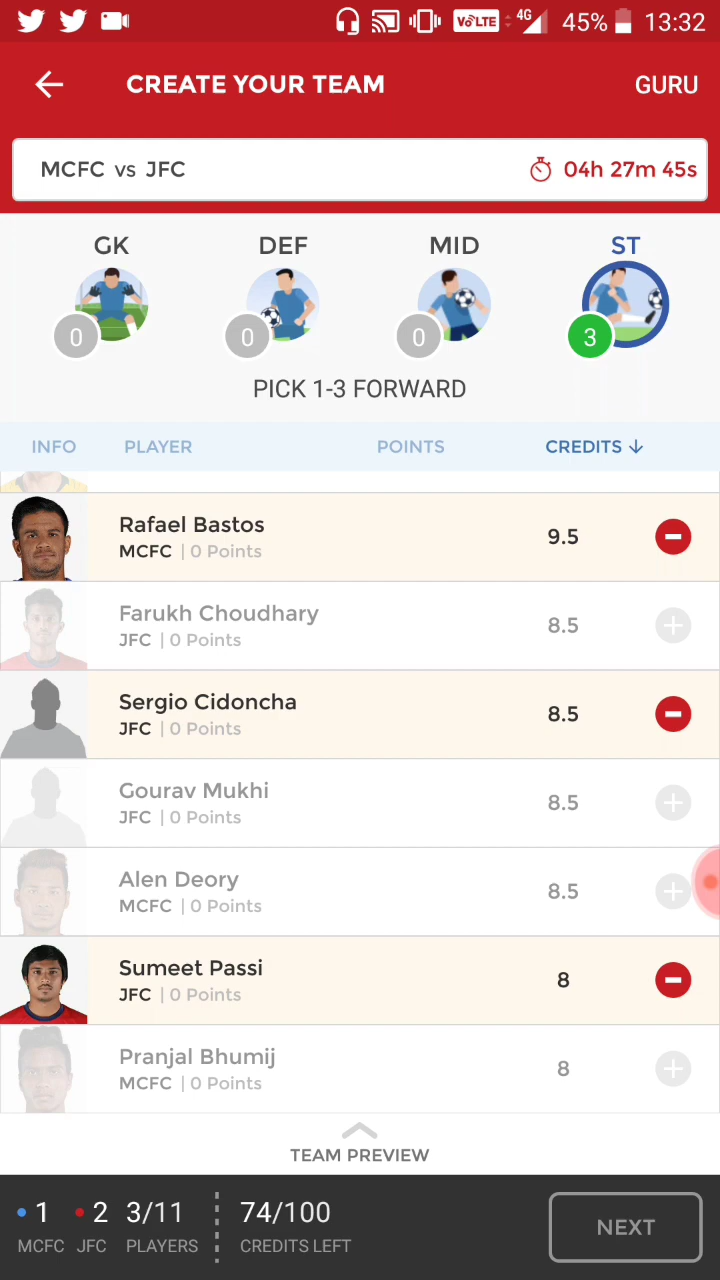 VoLTE 4G 45% 13:32
CREATE YOUR TEAM GURU
MCFC vs JFC 04h 27m 45s
GK DEF MID ST
0 0 0 3
PICK 1-3 FORWARD
INFO PLAYER POINTS CREDITS
Rafael Bastos 9.5
MCFC | 0 Points
Farukh Choudhary 8.5
JFC | 0 Points
Sergio Cidoncha 8.5
JFC | 0 Points
Gourav Mukhi 8.5
JFC | 0 Points
Alen Deory 8.5
MCFC | 0 Points
Sumeet Passi 8
JFC | 0 Points
Pranjal Bhumij 8
MCFC | 0 Points
TEAM PREVIEW
1 2 3/11 74/100 NEXT
MCFC JFC PLAYERS CREDITS LEFT